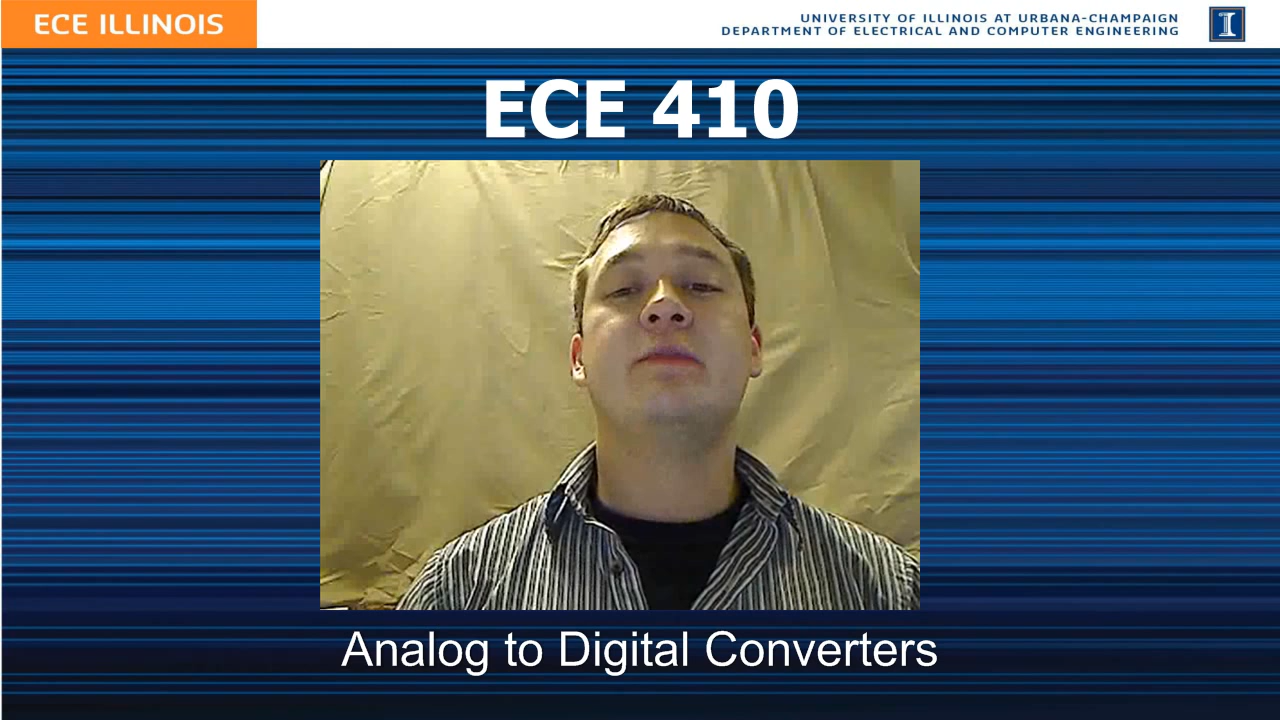 ECE ILLINOIS
UNIVERSITY OF ILLINOIS AT URBANA-CHAMPAIGN
DEPARTMENT OF ELECTRICAL AND COMPUTER ENGINEERING
I
ECE 410
Analog to Digital Converters